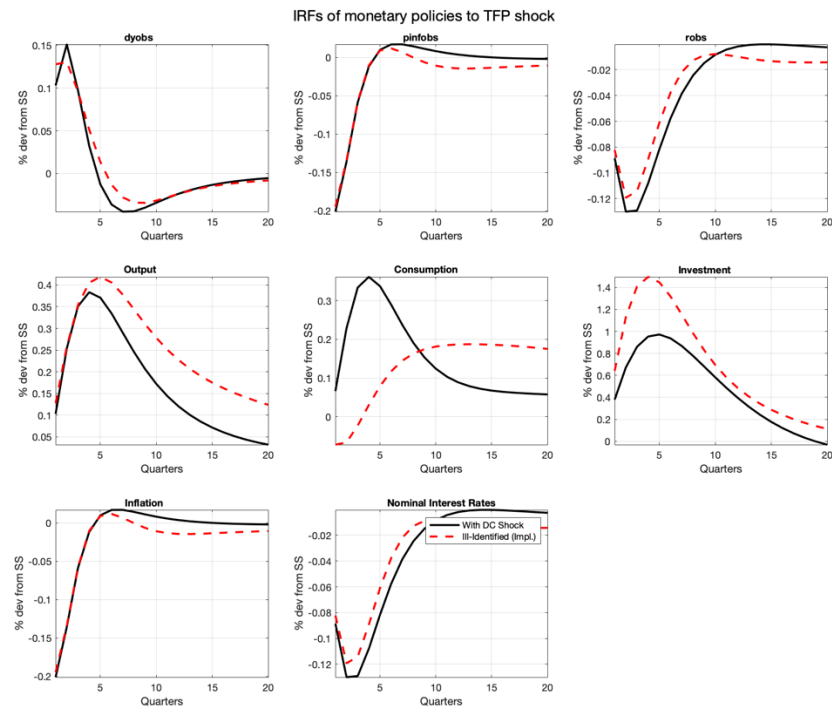 IRFs of monetary policies to TFP shock
dyobs
% dev from SS
0.15
0.1
0.05
0
5
10
15
20
Quarters
pinfobs
% dev from SS
0
-0.05
-0.1
-0.15
-0.2
5
10
15
20
Quarters
robs
% dev from SS
-0.02
-0.04
-0.06
-0.08
-0.1
-0.12
5
10
15
20
Quarters
Output
% dev from SS
0.4
0.35
0.3
0.25
0.2
0.15
0.1
0.05
5
10
15
20
Quarters
Consumption
% dev from SS
0.3
0.2
0.1
0
5
10
15
20
Quarters
Investment
% dev from SS
1.4
1.2
1
0.8
0.6
0.4
0.2
0
5
10
15
20
Quarters
Inflation
% dev from SS
0
-0.05
-0.1
-0.15
-0.2
5
10
15
20
Quarters
Nominal Interest Rates
% dev from SS
-0.02
-0.04
-0.06
-0.08
-0.1
-0.12
With DC Shock
Ill-Identified (Impl.)
5
10
15
20
Quarters